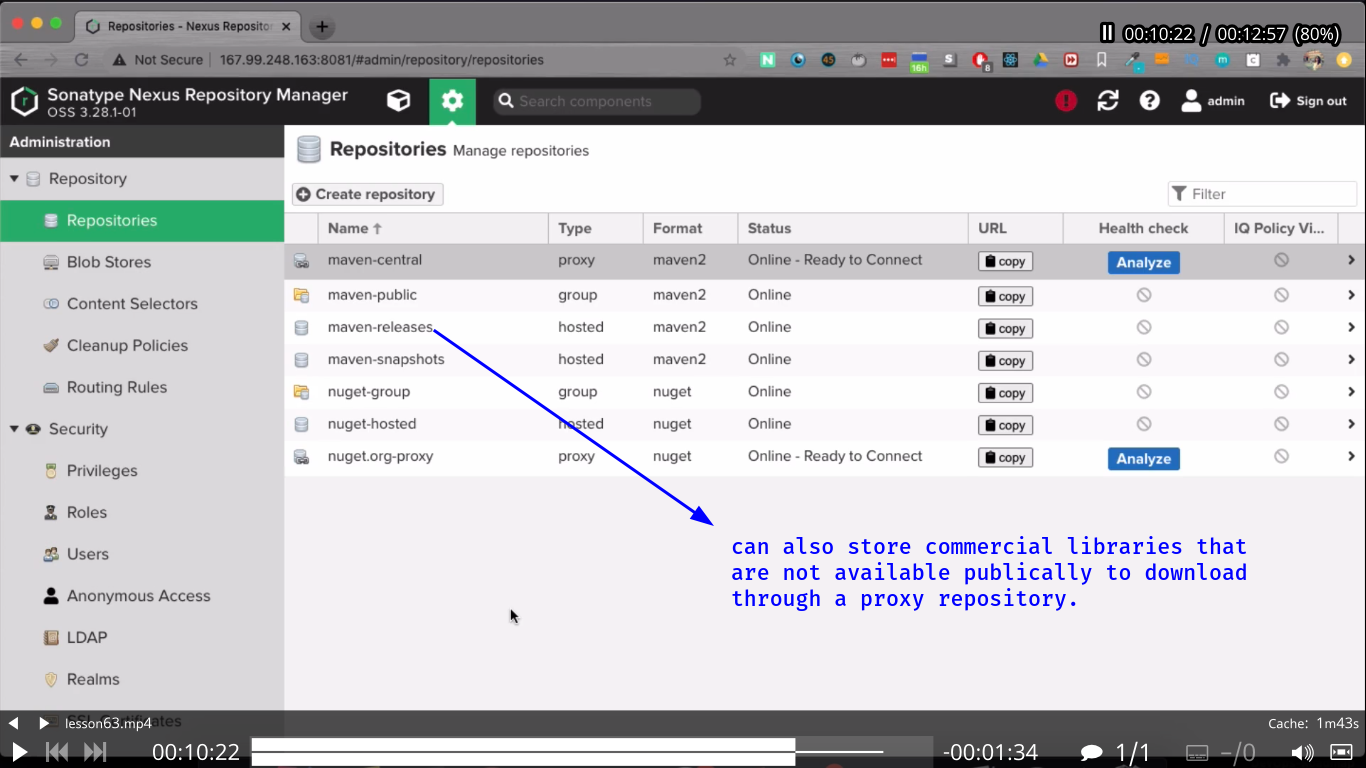 Repositories - Nexus Repositor
00:10:22 / 00:12:57 (80%)
Not Secure 167.99.248.163:8081/#admin/repository/repositories
Sonatype Nexus Repository Manager
OSS 3.28.1-01
Search components
admin
Sign out
Administration
Repositories Manage repositories
Repository
Create repository
Filter
Repositories
Name Type Format Status URL Health check IQ Policy Vi...
maven-central proxy maven2 Online - Ready to Connect copy Analyze
Blob Stores
maven-public group maven2 Online copy
Content Selectors
maven-releases hosted maven2 Online copy
Cleanup Policies
maven-snapshots hosted maven2 Online copy
Routing Rules
nuget-group group nuget Online copy
Security
nuget-hosted hosted nuget Online copy
Privileges
nuget.org-proxy proxy nuget Online - Ready to Connect copy Analyze
Roles
Users
can also store commercial libraries that
are not available publically to download
through a proxy repository.
Anonymous Access
LDAP
Realms
SSL Certificates
lesson63.mp4
Cache: 1m43s
00:10:22 -00:01:34 1/1 –/0